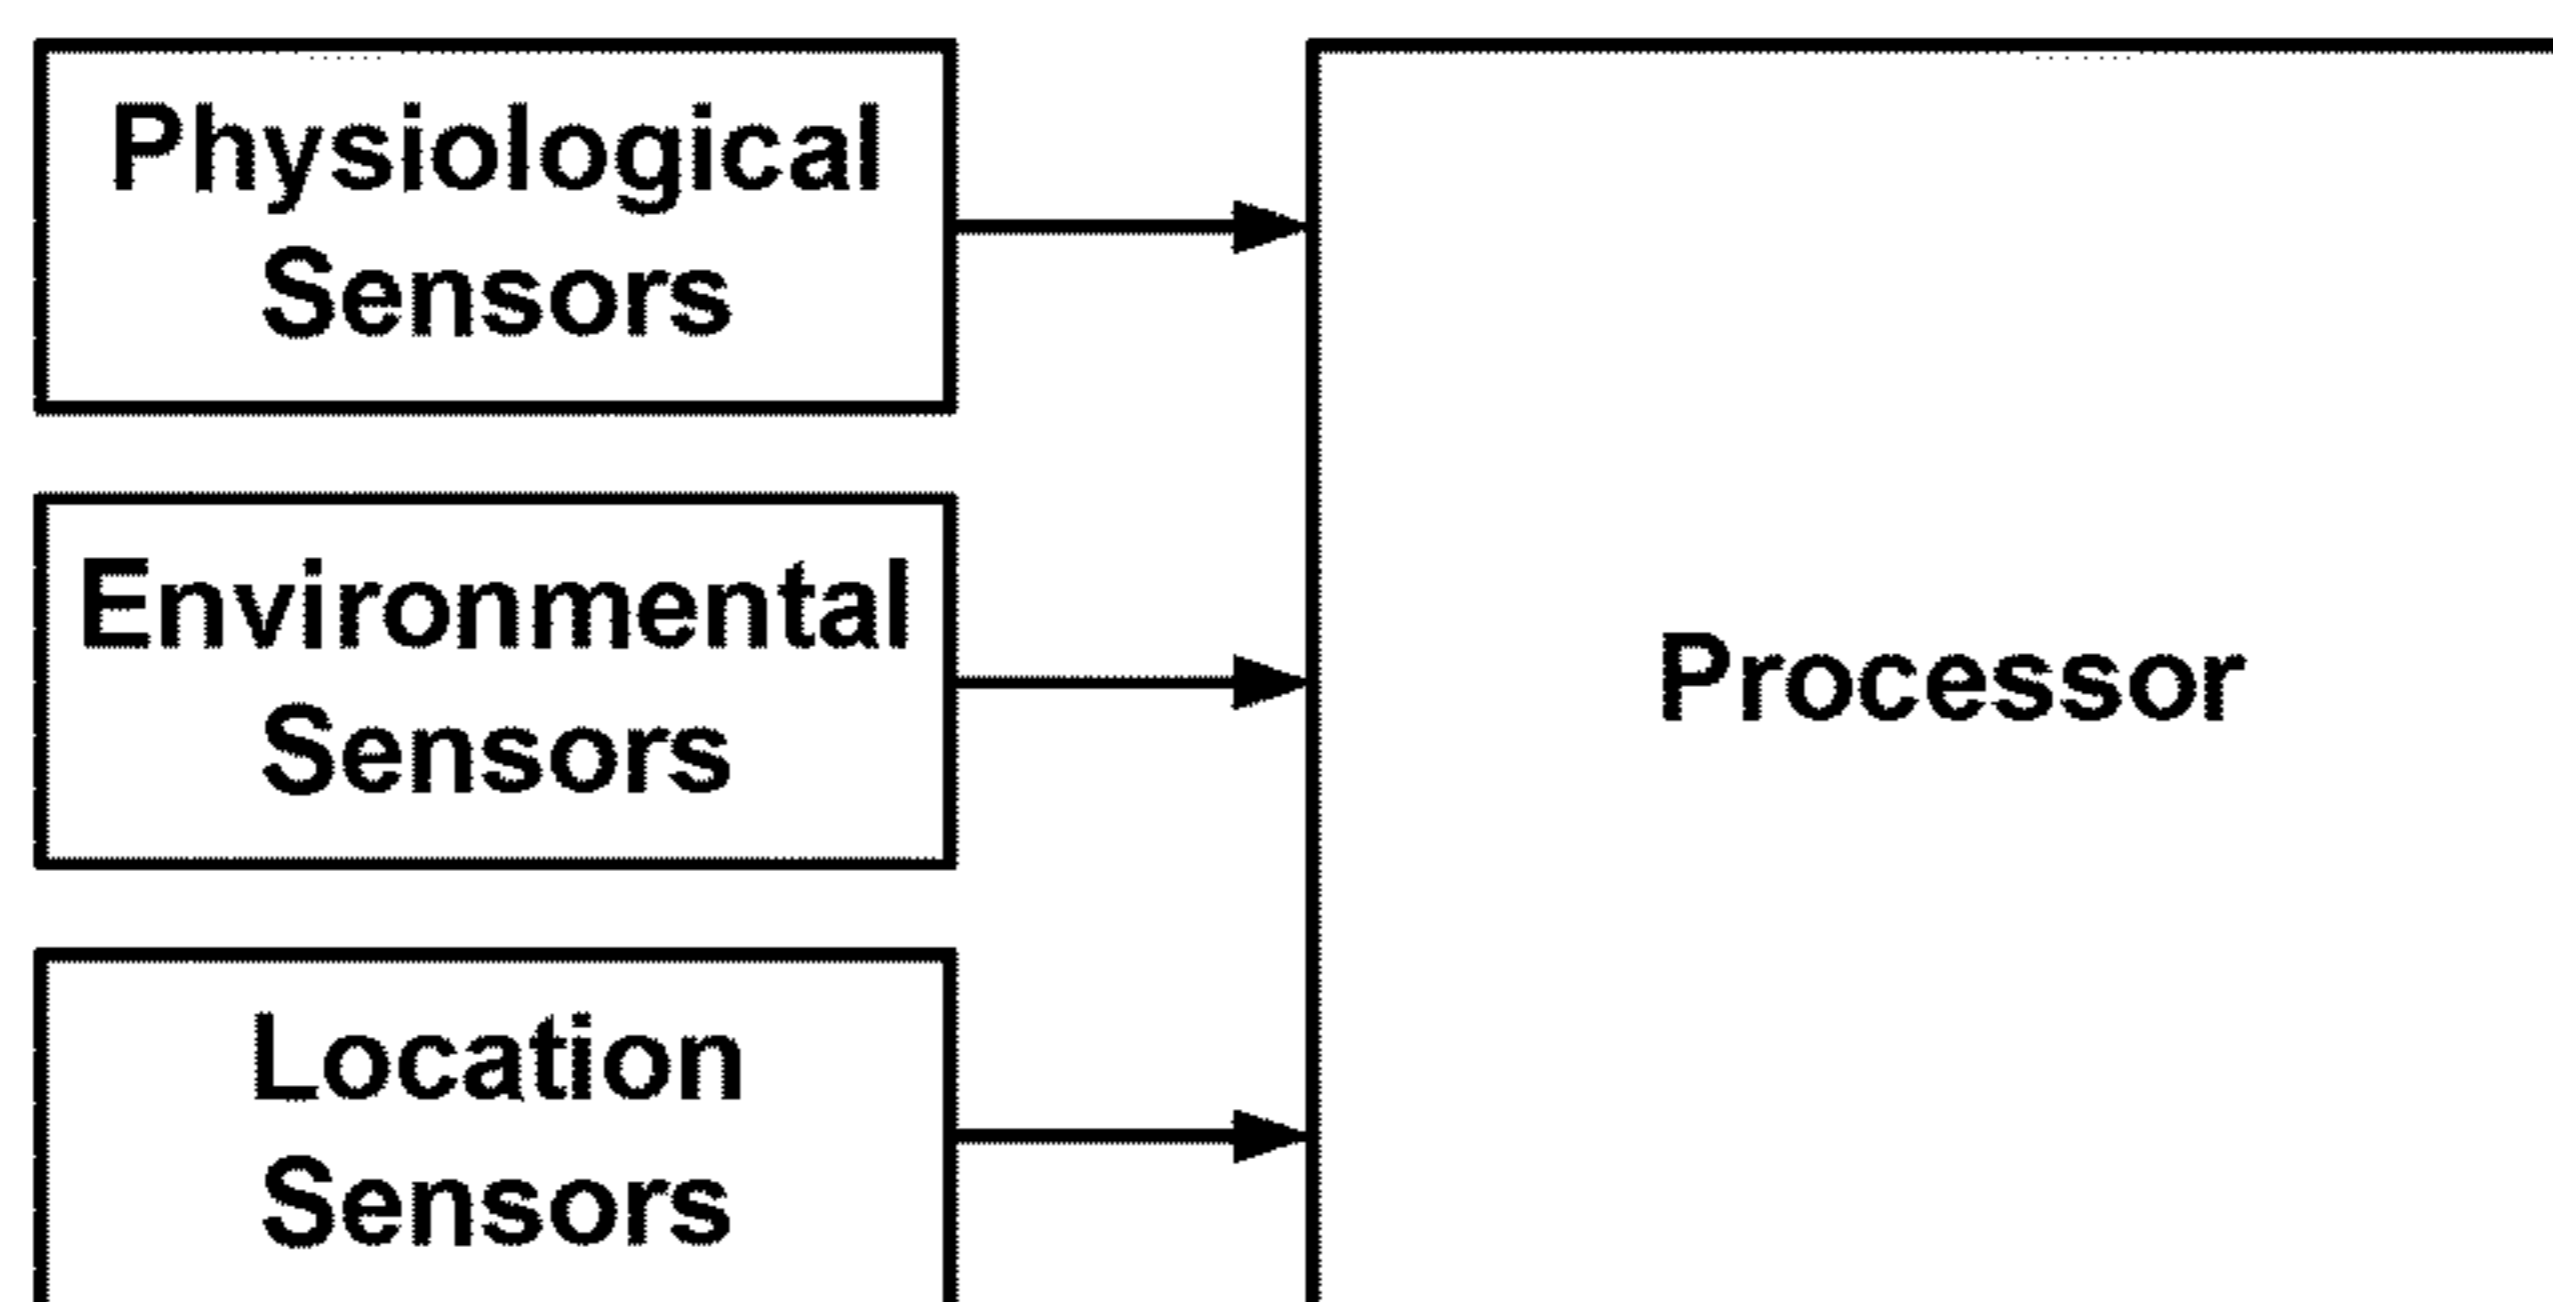 Physiological
Sensors
Environmental
Sensors
Processor
Location
Sensors